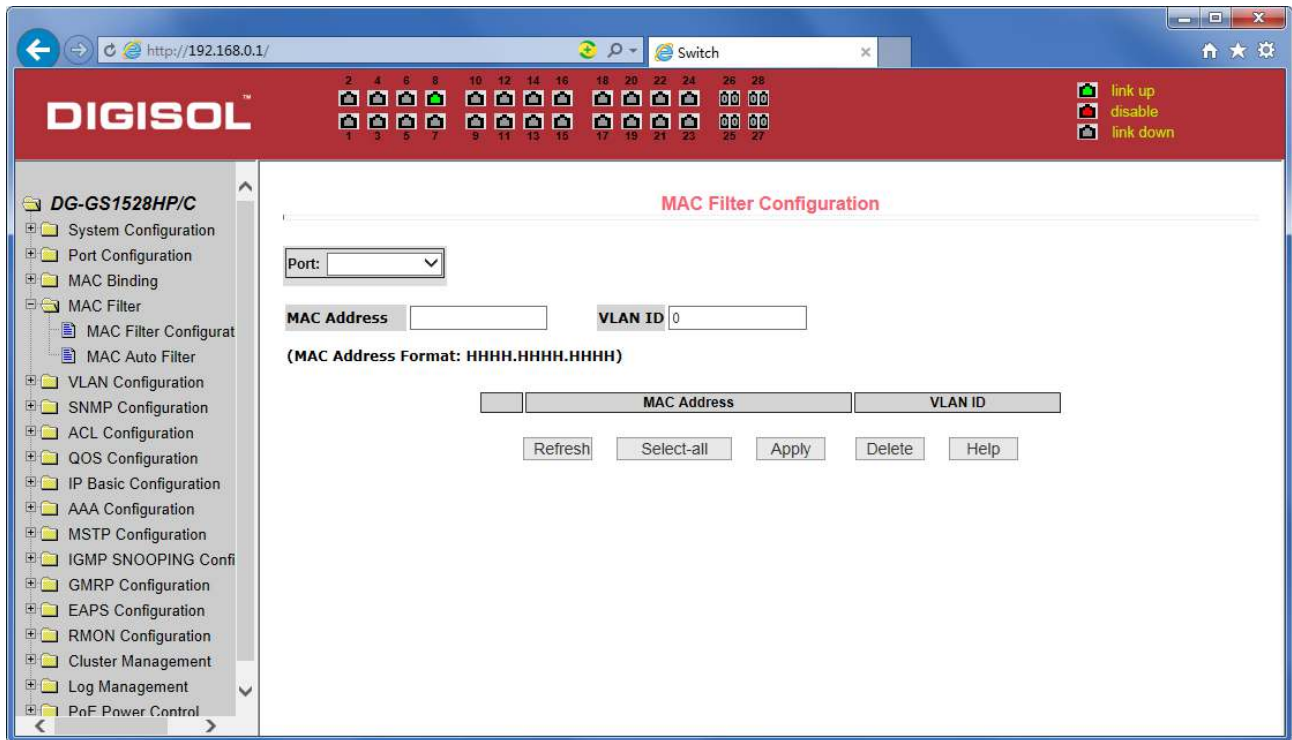 http://192.168.0.1/
Switch
DIGISOL™
2 4 6 8 10 12 14 16 18 20 22 24 26 28
1 3 5 7 9 11 13 15 17 19 21 23 25 27
link up
disable
link down
DG-GS1528HP/C
System Configuration
Port Configuration
MAC Binding
MAC Filter
MAC Filter Configurat
MAC Auto Filter
VLAN Configuration
SNMP Configuration
ACL Configuration
QOS Configuration
IP Basic Configuration
AAA Configuration
MSTP Configuration
IGMP SNOOPING Confi
GMRP Configuration
EAPS Configuration
RMON Configuration
Cluster Management
Log Management
PoE Power Control
MAC Filter Configuration
Port:
MAC Address VLAN ID 0
(MAC Address Format: HHHH.HHHH.HHHH)
MAC Address VLAN ID
Refresh Select-all Apply Delete Help